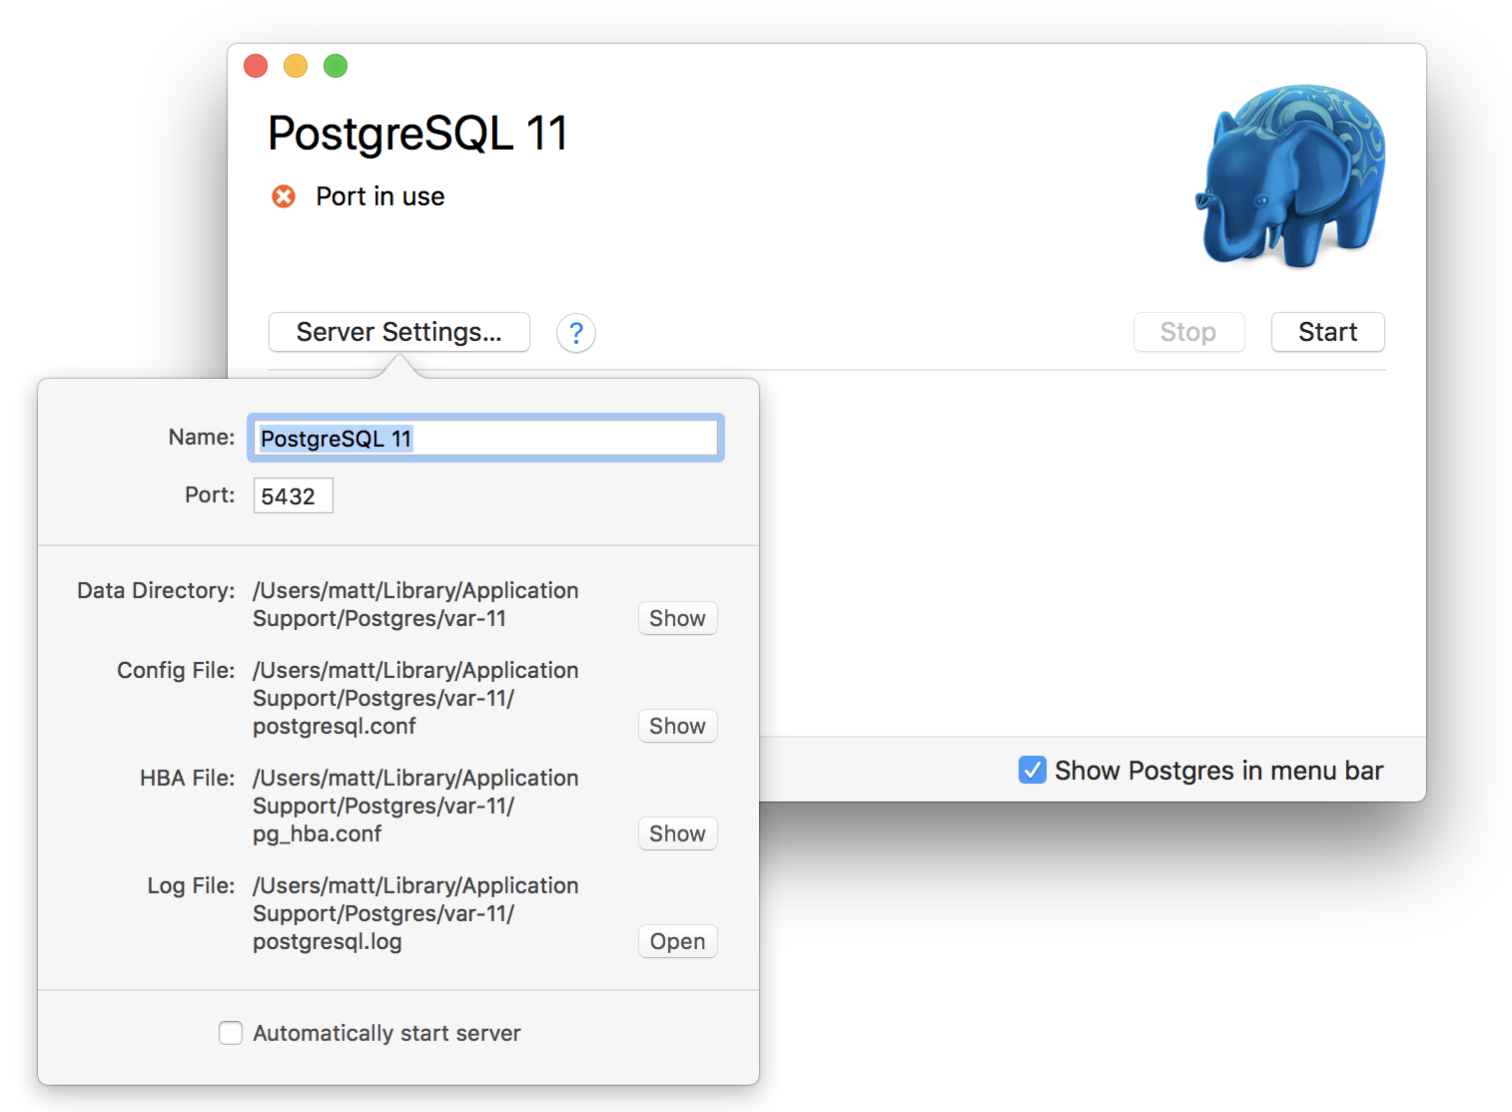 PostgreSQL 11
Port in use
Server Settings...
?
Stop
Start
Name: PostgreSQL 11
Port: 5432
Data Directory: /Users/matt/Library/Application
Support/Postgres/var-11
Show
Config File: /Users/matt/Library/Application
Support/Postgres/var-11/
postgresql.conf
Show
HBA File: /Users/matt/Library/Application
Support/Postgres/var-11/
pg_hba.conf
Show
Log File: /Users/matt/Library/Application
Support/Postgres/var-11/
postgresql.log
Open
Automatically start server
Show Postgres in menu bar